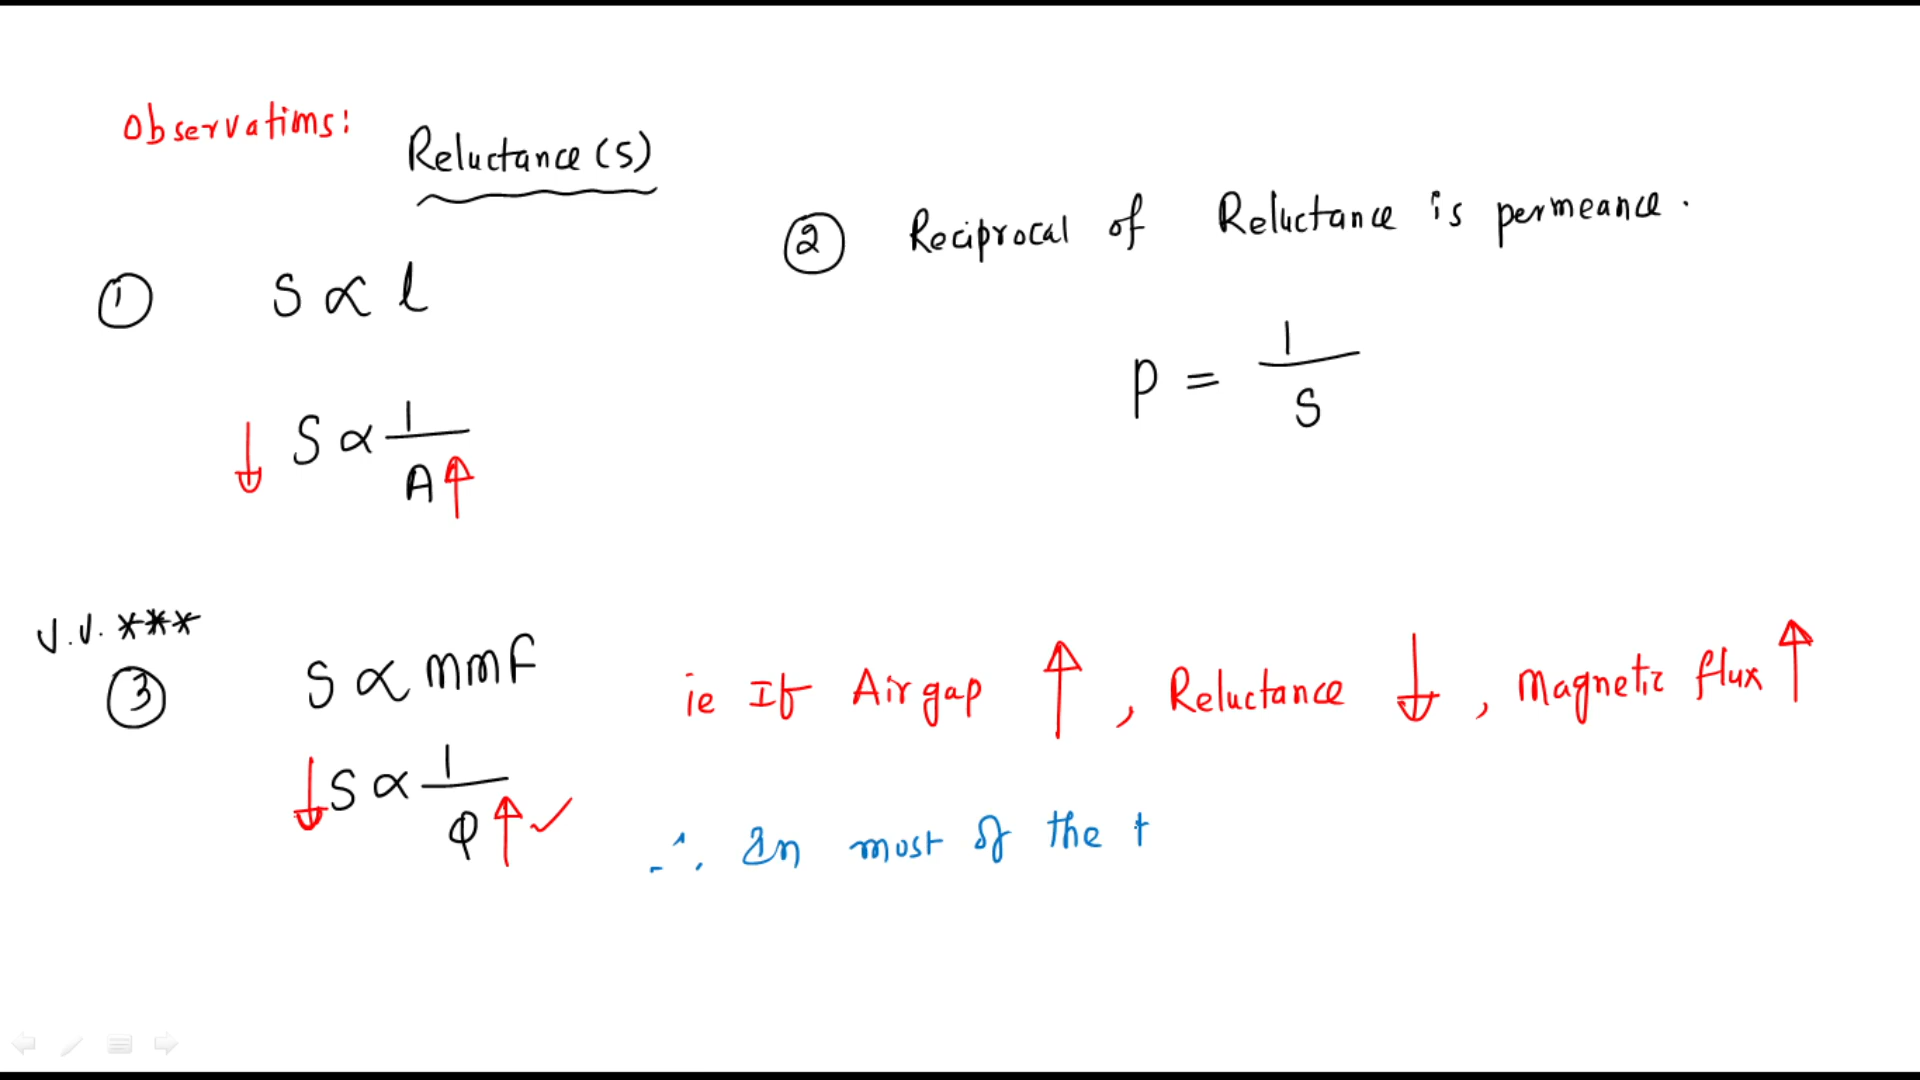 Observations:
Reluctance (S)
① S ∝ l
↓ S ∝ 1/A ↑
② Reciprocal of Reluctance is permeance.
P = 1/S
V.V. ***
③ S ∝ mmf
↓ S ∝ 1/φ ↑ ✓
ie If Air gap ↑, Reluctance ↓, Magnetic flux ↑
∴ In most of the t